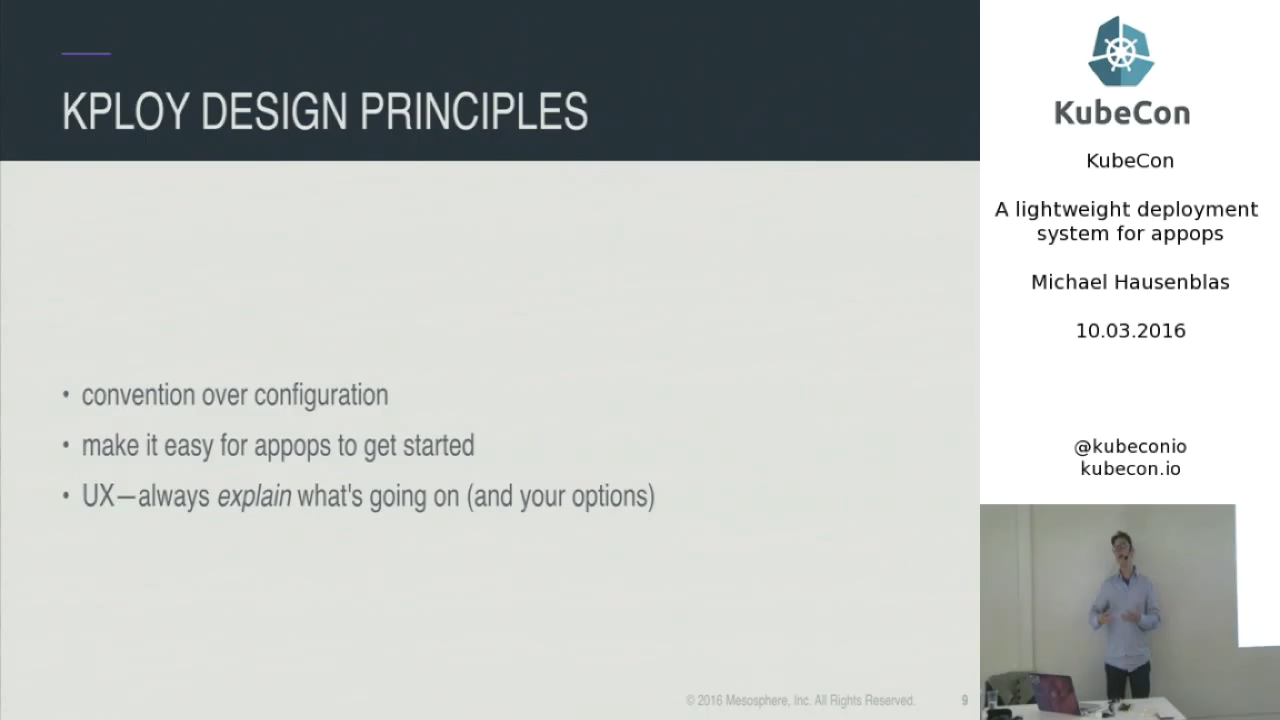 KPLOY DESIGN PRINCIPLES
• convention over configuration
• make it easy for appops to get started
• UX—always explain what's going on (and your options)
© 2016 Mesosphere, Inc. All Rights Reserved.
9
KubeCon
KubeCon
A lightweight deployment
system for appops
Michael Hausenblas
10.03.2016
@kubeconio
kubecon.io